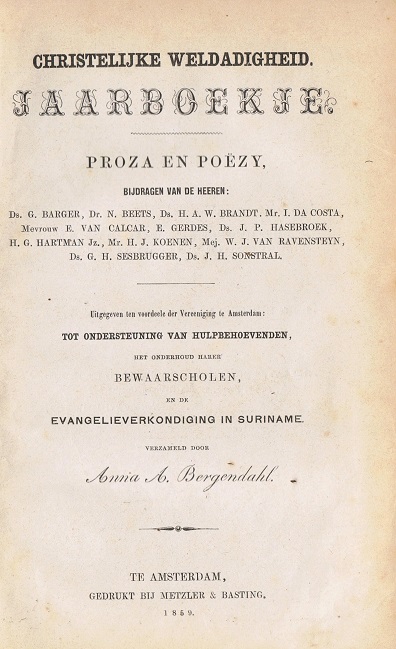 CHRISTELIJKE WELDADIGHEID.
JAARBOEKJE.
PROZA EN POËZY,
BIJDRAGEN VAN DE HEEREN:
Ds. G. BARGER, Dr. N. BEETS, Ds. H. A. W. BRANDT, Mr. I. DA COSTA,
Mevrouw E. VAN CALCAR, E. GERDES, Ds. J. P. HASEBROEK,
H. G. HARTMAN Jz., Mr. H. J. KOENEN, Mej. W. J. VAN RAVENSTEYN,
Ds. G. H. SESBRUGGER, Ds. J. H. SONSTRAL.
Uitgegeven ten voordeele der Vereeniging te Amsterdam:
TOT ONDERSTEUNING VAN HULPBEHOEVENDEN,
HET ONDERHOUD HARER
BEWAARSCHOLEN,
EN DE
EVANGELIEVERKONDIGING IN SURINAME.
VERZAMELD DOOR
Anna A. Bergendahl.
TE AMSTERDAM,
GEDRUKT BIJ METZLER & BASTING.
1859.